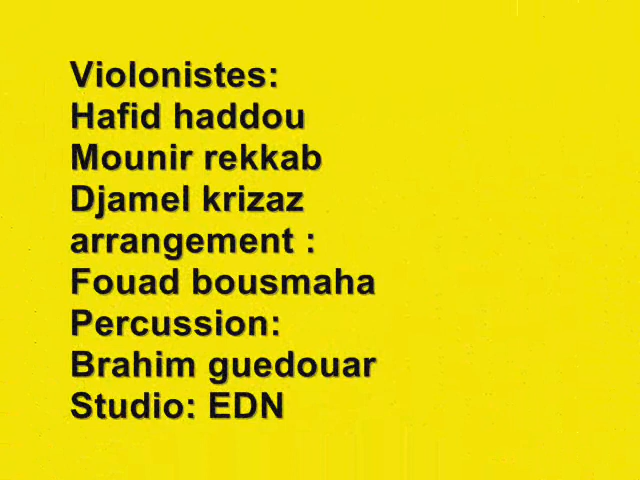 Violonistes:
Hafid haddou
Mounir rekkab
Djamel krizaz
arrangement :
Fouad bousmaha
Percussion:
Brahim guedouar
Studio: EDN